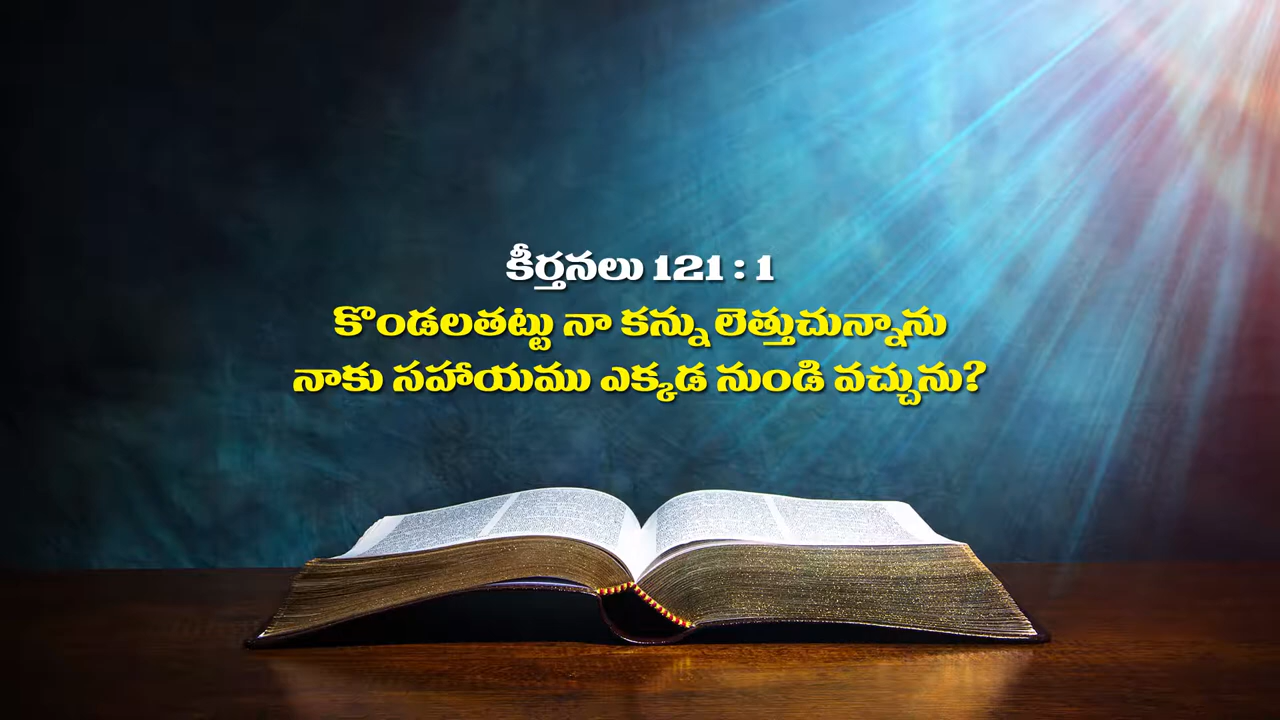 కీర్తనలు 121 : 1
కొండలతట్టు నా కన్ను లెత్తుచున్నాను
నాకు సహాయము ఎక్కడ నుండి వచ్చును?